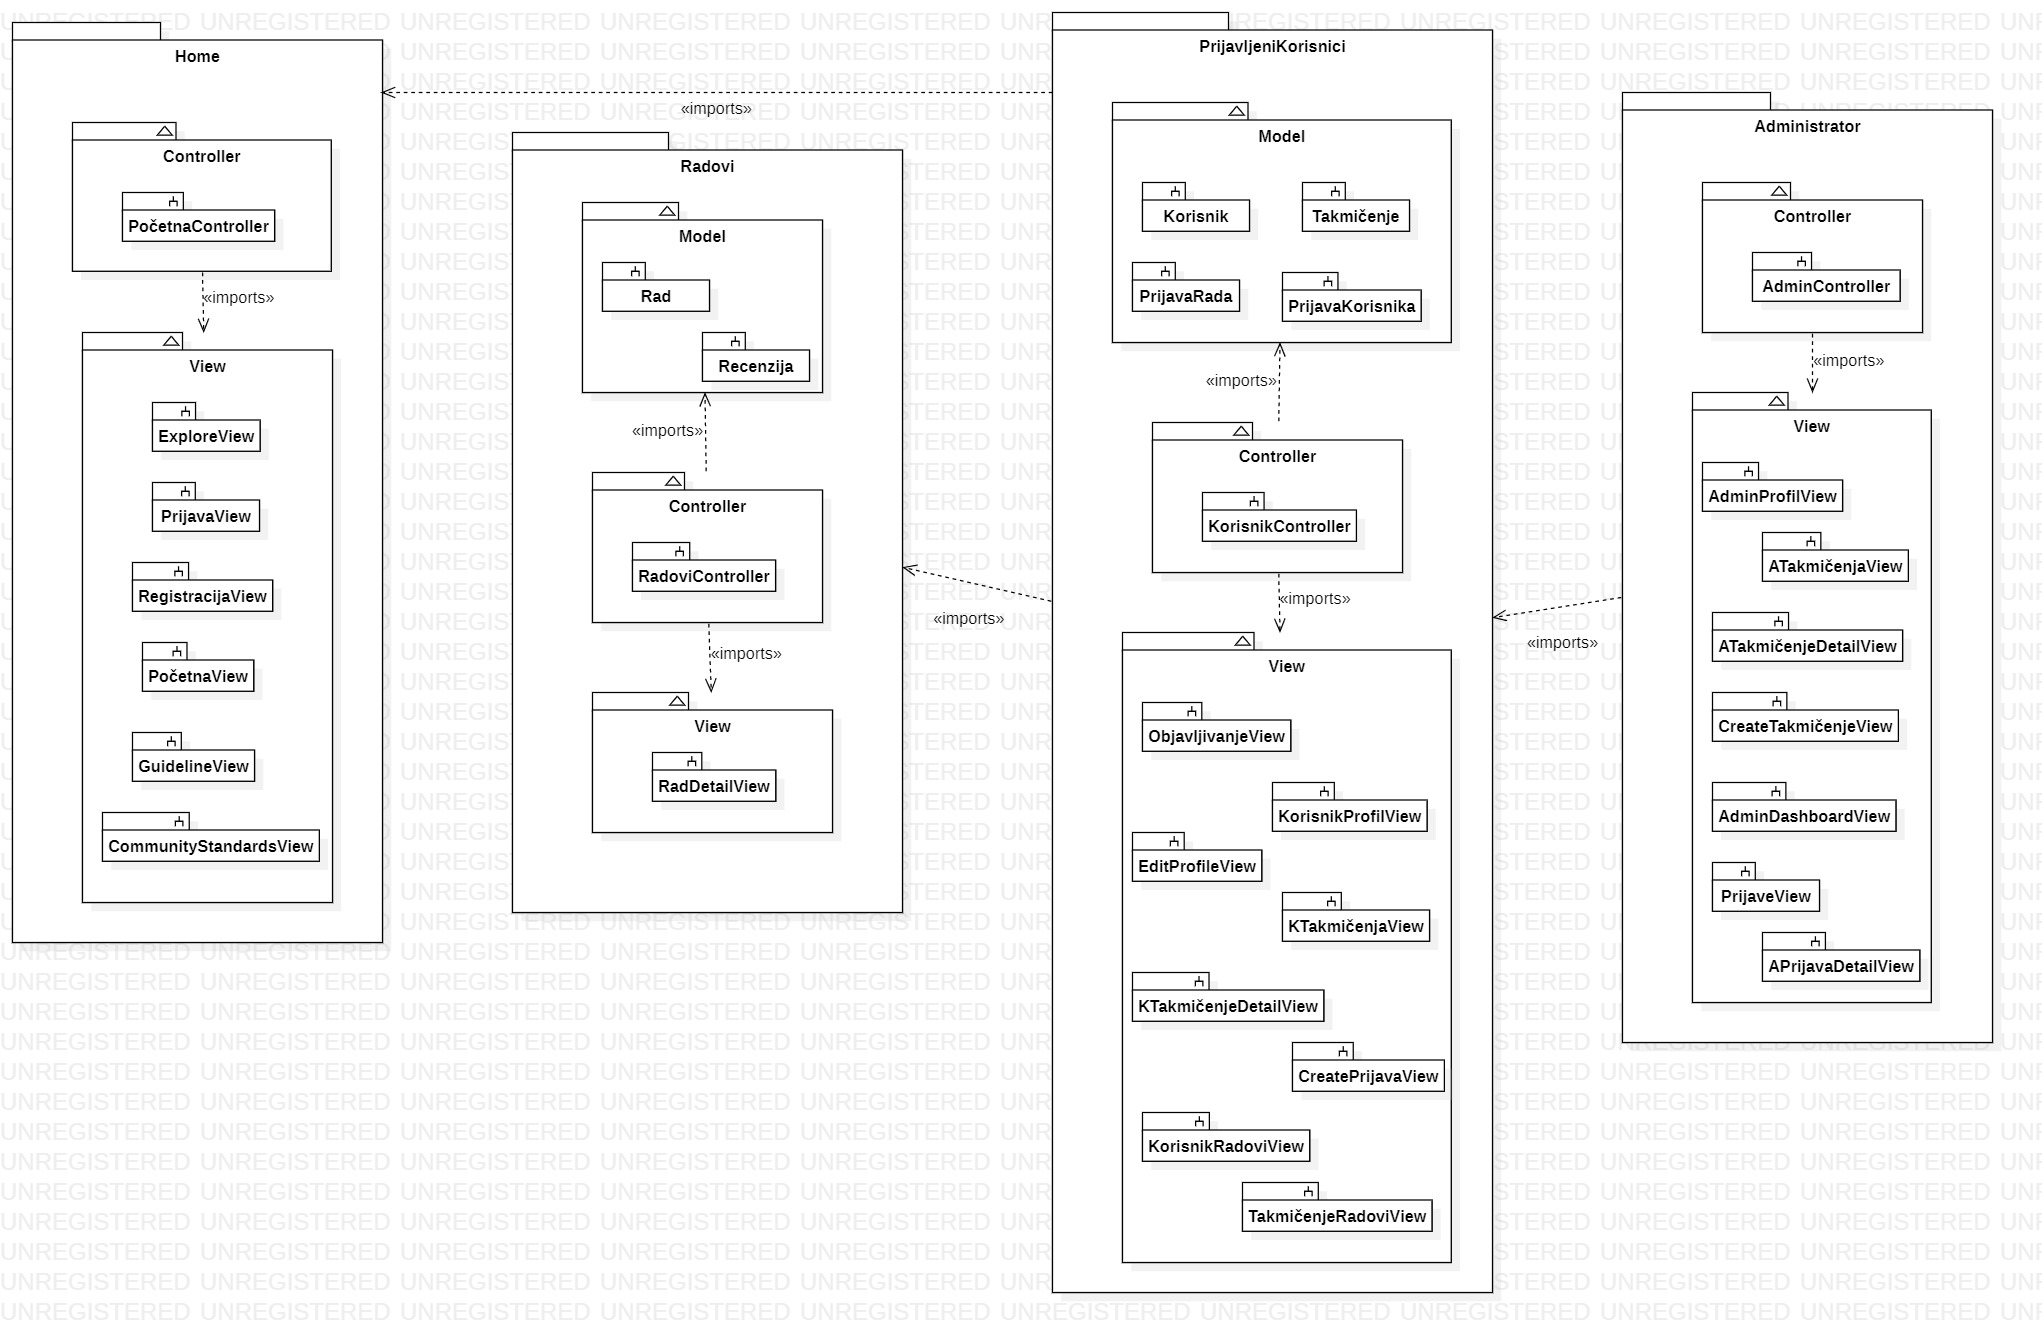 Home
Controller
PočetnaController
«imports»
View
ExploreView
PrijavaView
RegistracijaView
PočetnaView
GuidelineView
CommunityStandardsView
«imports»
Radovi
Model
Rad
Recenzija
«imports»
Controller
RadoviController
«imports»
View
RadDetailView
«imports»
PrijavljeniKorisnici
Model
Korisnik
Takmičenje
PrijavaRada
PrijavaKorisnika
«imports»
Controller
KorisnikController
«imports»
View
ObjavljivanjeView
KorisnikProfilView
EditProfileView
KTakmičenjaView
KTakmičenjeDetailView
CreatePrijavaView
KorisnikRadoviView
TakmičenjeRadoviView
«imports»
Administrator
Controller
AdminController
«imports»
View
AdminProfilView
ATakmičenjaView
ATakmičenjeDetailView
CreateTakmičenjeView
AdminDashboardView
PrijaveView
APrijavaDetailView
UNREGISTERED